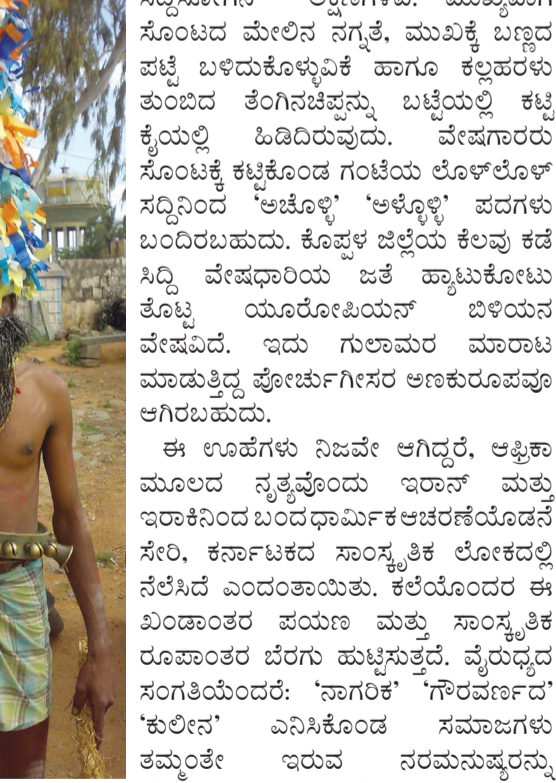 ಸೊಂಟದ ಮೇಲಿನ ನಗ್ನತೆ, ಮುಖಕ್ಕೆ ಬಣ್ಣದ
ಪಟ್ಟೆ ಬಳಿದುಕೊಳ್ಳುವಿಕೆ ಹಾಗೂ ಕಲ್ಲಹರಳು
ತುಂಬಿದ ತೆಂಗಿನಚಿಪ್ಪನ್ನು ಬಟ್ಟೆಯಲ್ಲಿ ಕಟ್ಟಿ
ಕೈಯಲ್ಲಿ ಹಿಡಿದಿರುವುದು. ವೇಷಗಾರರು
ಸೊಂಟಕ್ಕೆ ಕಟ್ಟಿಕೊಂಡ ಗಂಟೆಯ ಲೊಳ್‌ಲೊಳ್
ಸದ್ದಿನಿಂದ ‘ಅಚೊಳ್ಳಿ’ ‘ಅಳ್ಳೊಳ್ಳಿ’ ಪದಗಳು
ಬಂದಿರಬಹುದು. ಕೊಪ್ಪಳ ಜಿಲ್ಲೆಯ ಕೆಲವು ಕಡೆ
ಸಿದ್ದಿ ವೇಷಧಾರಿಯ ಜತೆ ಹ್ಯಾಟುಕೋಟು
ತೊಟ್ಟ ಯೂರೋಪಿಯನ್ ಬಿಳಿಯನ
ವೇಷವಿದೆ. ಇದು ಗುಲಾಮರ ಮಾರಾಟ
ಮಾಡುತ್ತಿದ್ದ ಪೋರ್ಚುಗೀಸರ ಅಣಕುರೂಪವೂ
ಆಗಿರಬಹುದು.
ಈ ಊಹೆಗಳು ನಿಜವೇ ಆಗಿದ್ದರೆ, ಆಫ್ರಿಕಾ
ಮೂಲದ ನೃತ್ಯವೊಂದು ಇರಾನ್ ಮತ್ತು
ಇರಾಕಿನಿಂದ ಬಂದ ಧಾರ್ಮಿಕ ಆಚರಣೆಯೊಡನೆ
ಸೇರಿ, ಕರ್ನಾಟಕದ ಸಾಂಸ್ಕೃತಿಕ ಲೋಕದಲ್ಲಿ
ನೆಲೆಸಿದೆ ಎಂದಂತಾಯಿತು. ಕಲೆಯೊಂದರ ಈ
ಖಂಡಾಂತರ ಪಯಣ ಮತ್ತು ಸಾಂಸ್ಕೃತಿಕ
ರೂಪಾಂತರ ಬೆರಗು ಹುಟ್ಟಿಸುತ್ತದೆ. ವೈರುಧ್ಯದ
ಸಂಗತಿಯೆಂದರೆ: ‘ನಾಗರಿಕ’ ‘ಗೌರವರ್ಣದ’
‘ಕುಲೀನ’ ಎನಿಸಿಕೊಂಡ ಸಮಾಜಗಳು
ತಮ್ಮಂತೇ ಇರುವ ನರಮನುಷ್ಯರನ್ನು